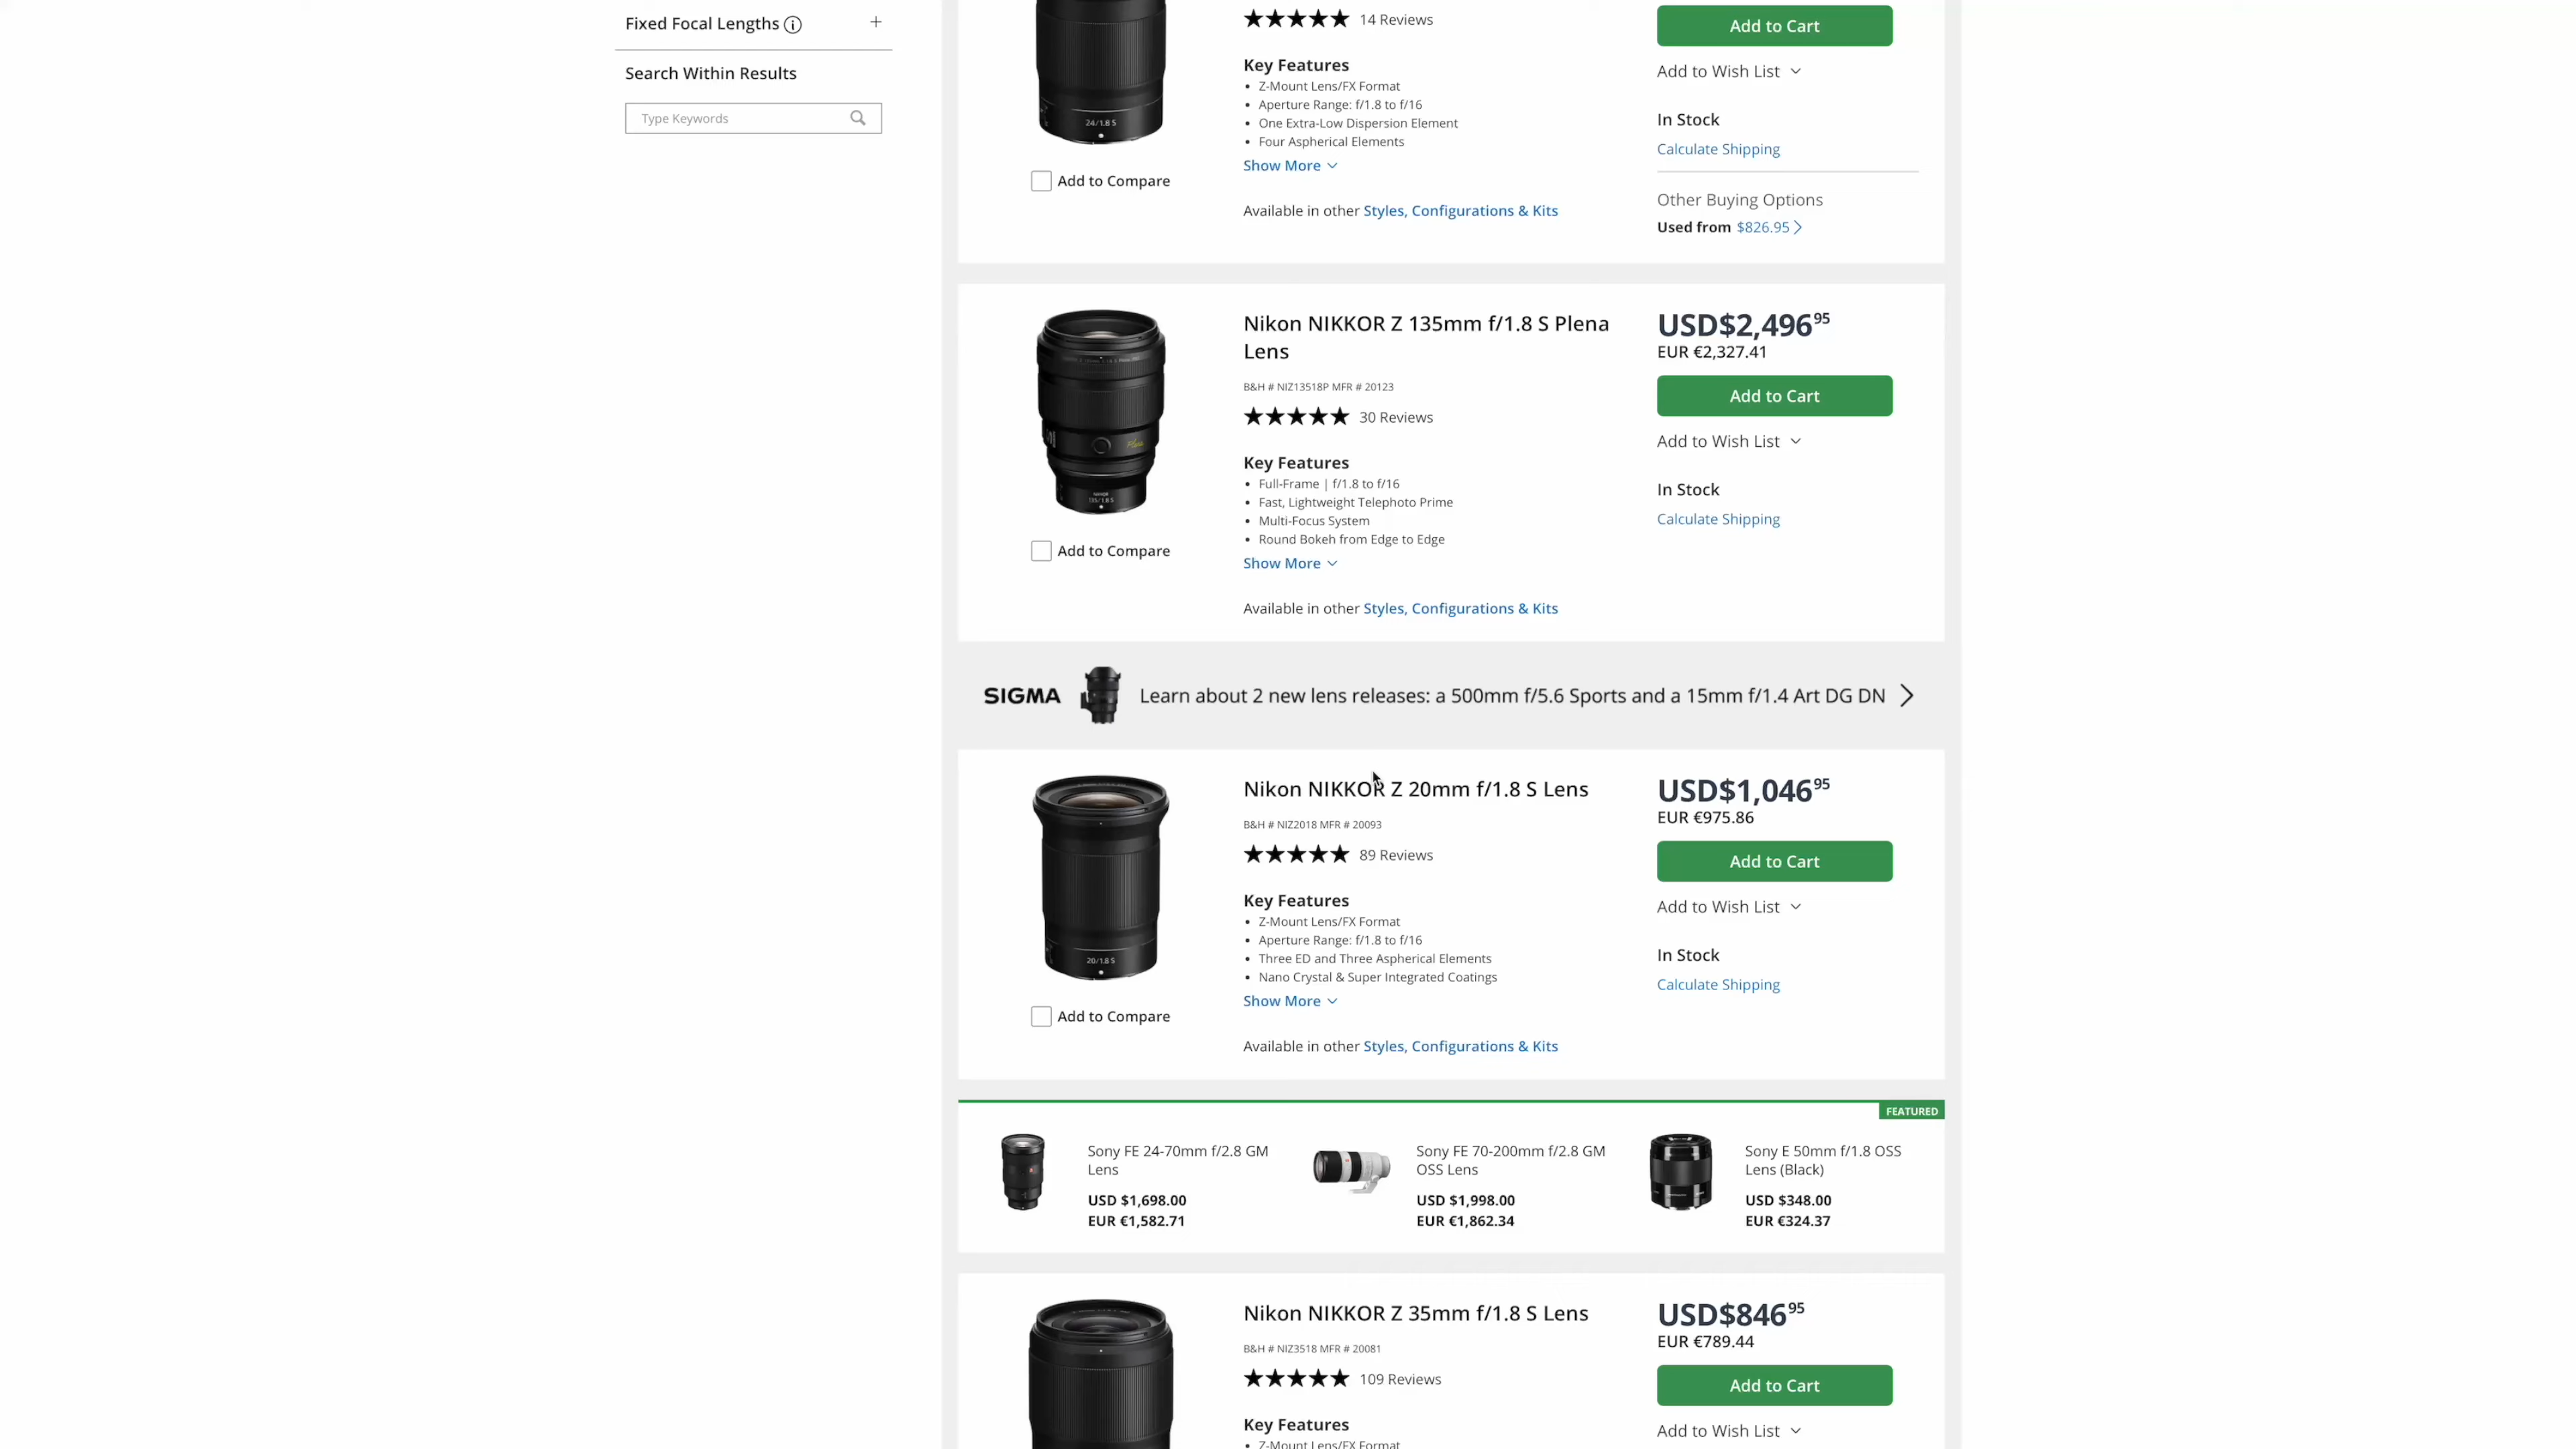 Fixed Focal Lengths
Search Within Results
Type Keywords
14 Reviews
Add to Cart
Key Features
Z-Mount Lens/FX Format
Aperture Range: f/1.8 to f/16
One Extra-Low Dispersion Element
Four Aspherical Elements
Show More
Available in other Styles, Configurations & Kits
24/1.8 S
Add to Compare
Add to Wish List
In Stock
Calculate Shipping
Other Buying Options
Used from $826.95
Nikon NIKKOR Z 135mm f/1.8 S Plena
Lens
B&H # NIZ13518P MFR # 20123
30 Reviews
Key Features
Full-Frame | f/1.8 to f/16
Fast, Lightweight Telephoto Prime
Multi-Focus System
Round Bokeh from Edge to Edge
Show More
Available in other Styles, Configurations & Kits
Plena
135/1.8 S
Add to Compare
USD$2,496 95
EUR €2,327.41
Add to Cart
Add to Wish List
In Stock
Calculate Shipping
SIGMA Learn about 2 new lens releases: a 500mm f/5.6 Sports and a 15mm f/1.4 Art DG DN
Nikon NIKKOR Z 20mm f/1.8 S Lens
B&H # NIZ2018 MFR # 20093
89 Reviews
Key Features
Z-Mount Lens/FX Format
Aperture Range: f/1.8 to f/16
Three ED and Three Aspherical Elements
Nano Crystal & Super Integrated Coatings
Show More
Available in other Styles, Configurations & Kits
20/1.8 S
Add to Compare
USD$1,046 95
EUR €975.86
Add to Cart
Add to Wish List
In Stock
Calculate Shipping
FEATURED
Sony FE 24-70mm f/2.8 GM
Lens
USD $1,698.00
EUR €1,582.71
Sony FE 70-200mm f/2.8 GM
OSS Lens
USD $1,998.00
EUR €1,862.34
Sony E 50mm f/1.8 OSS
Lens (Black)
USD $348.00
EUR €324.37
Nikon NIKKOR Z 35mm f/1.8 S Lens
B&H # NIZ3518 MFR # 20081
109 Reviews
Key Features
Z-Mount Lens/FX Format
USD$846 95
EUR €789.44
Add to Cart
Add to Wish List